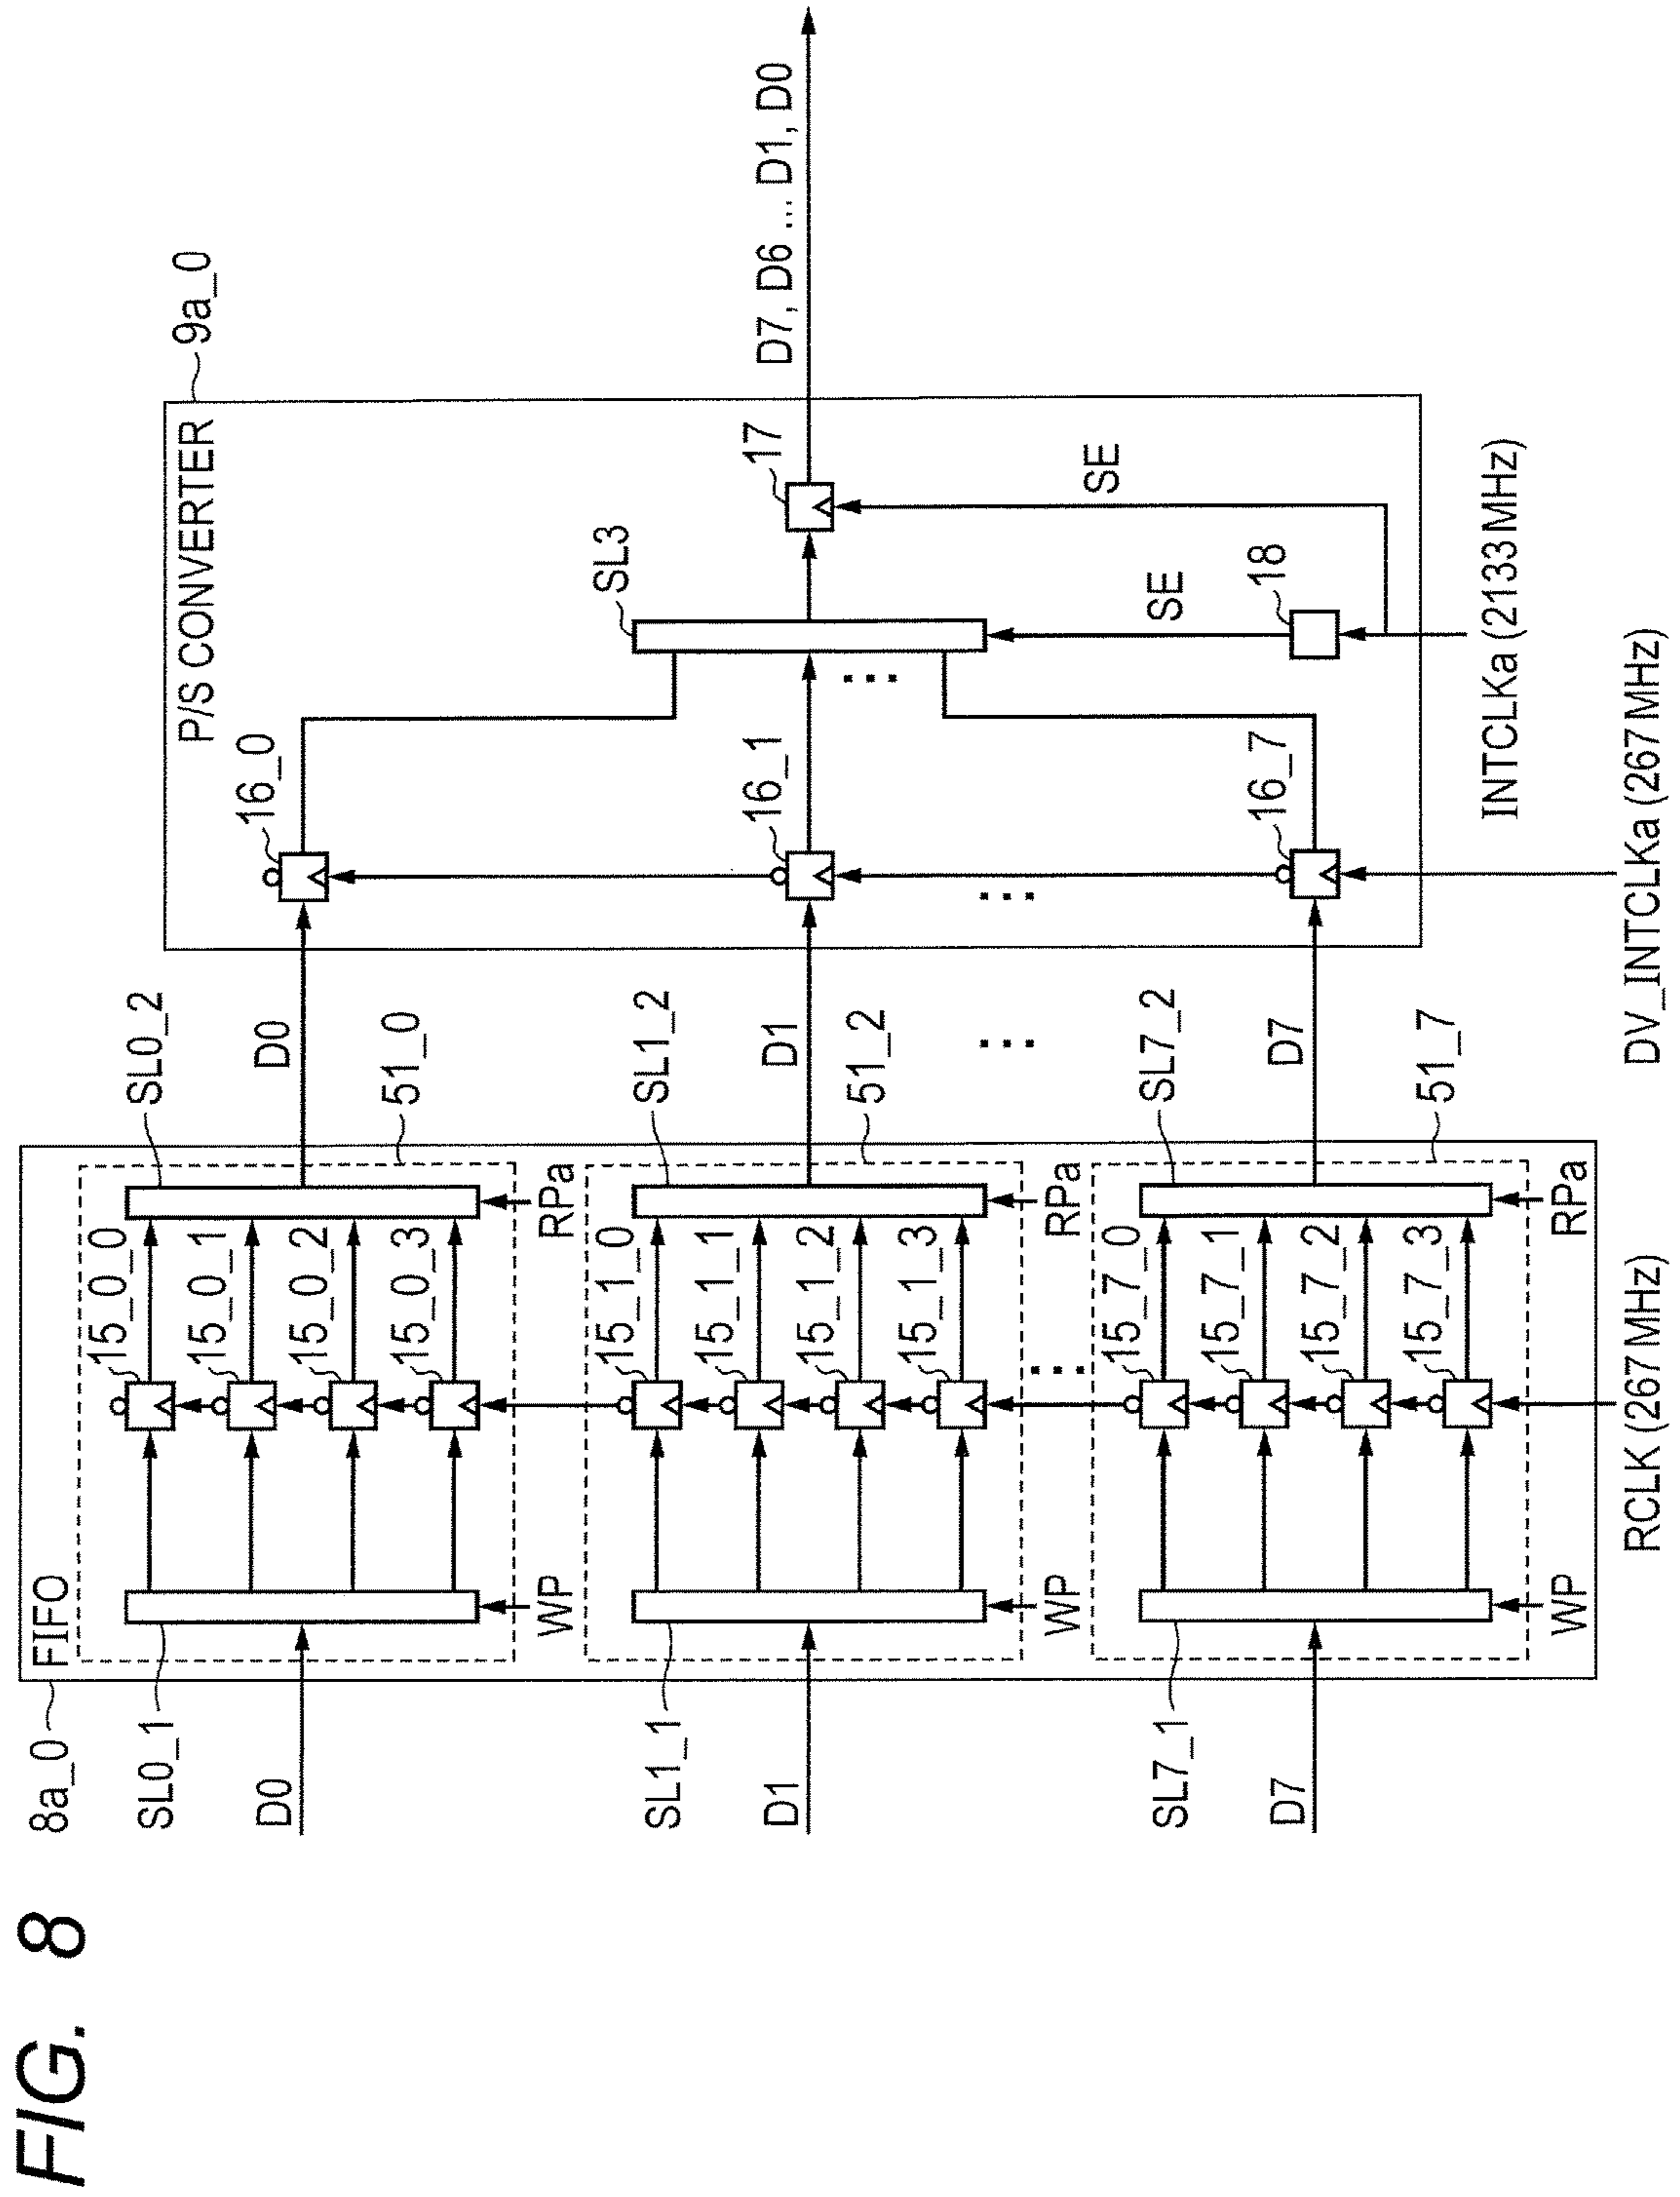 FIG. 8
8a_0
FIFO
SL0_1
D0
WP
15_0_0
15_0_1
15_0_2
15_0_3
SL0_2
RPa
51_0
D0
SL1_1
D1
WP
15_1_0
15_1_1
15_1_2
15_1_3
SL1_2
RPa
51_2
D1
SL7_1
D7
WP
15_7_0
15_7_1
15_7_2
15_7_3
SL7_2
RPa
51_7
D7
RCLK (267 MHz)
9a_0
P/S CONVERTER
16_0
16_1
16_7
SL3
17
18
SE
SE
D7, D6 ... D1, D0
DV_INTCLKa (267 MHz)
INTCLKa (2133 MHz)